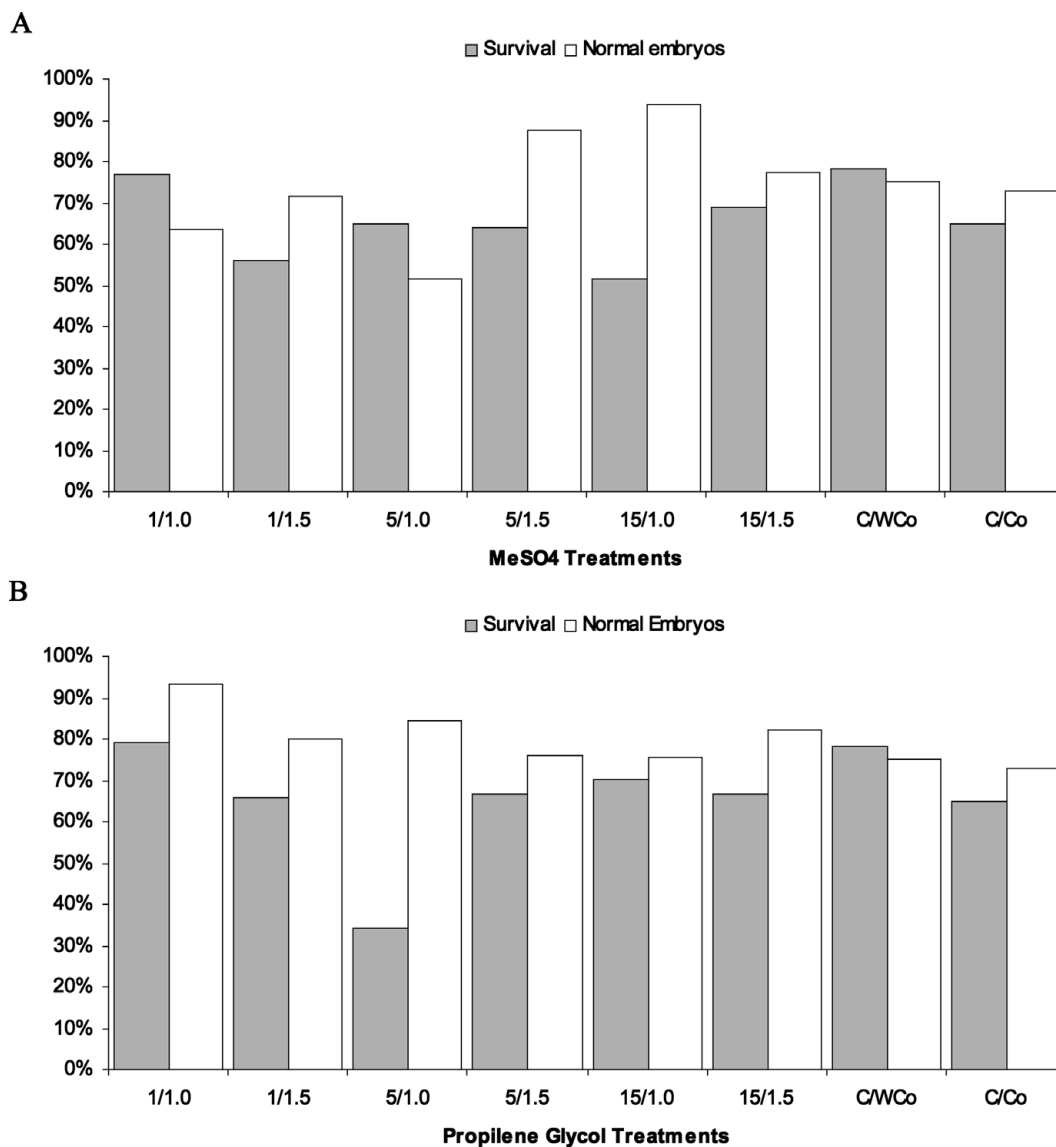 A
Survival Normal embryos
100%
90%
80%
70%
60%
50%
40%
30%
20%
10%
0%
1/1.0 1/1.5 5/1.0 5/1.5 15/1.0 15/1.5 C/WCo C/Co
MeSO4 Treatments
B
Survival Normal Embryos
100%
90%
80%
70%
60%
50%
40%
30%
20%
10%
0%
1/1.0 1/1.5 5/1.0 5/1.5 15/1.0 15/1.5 C/WCo C/Co
Propilene Glycol Treatments